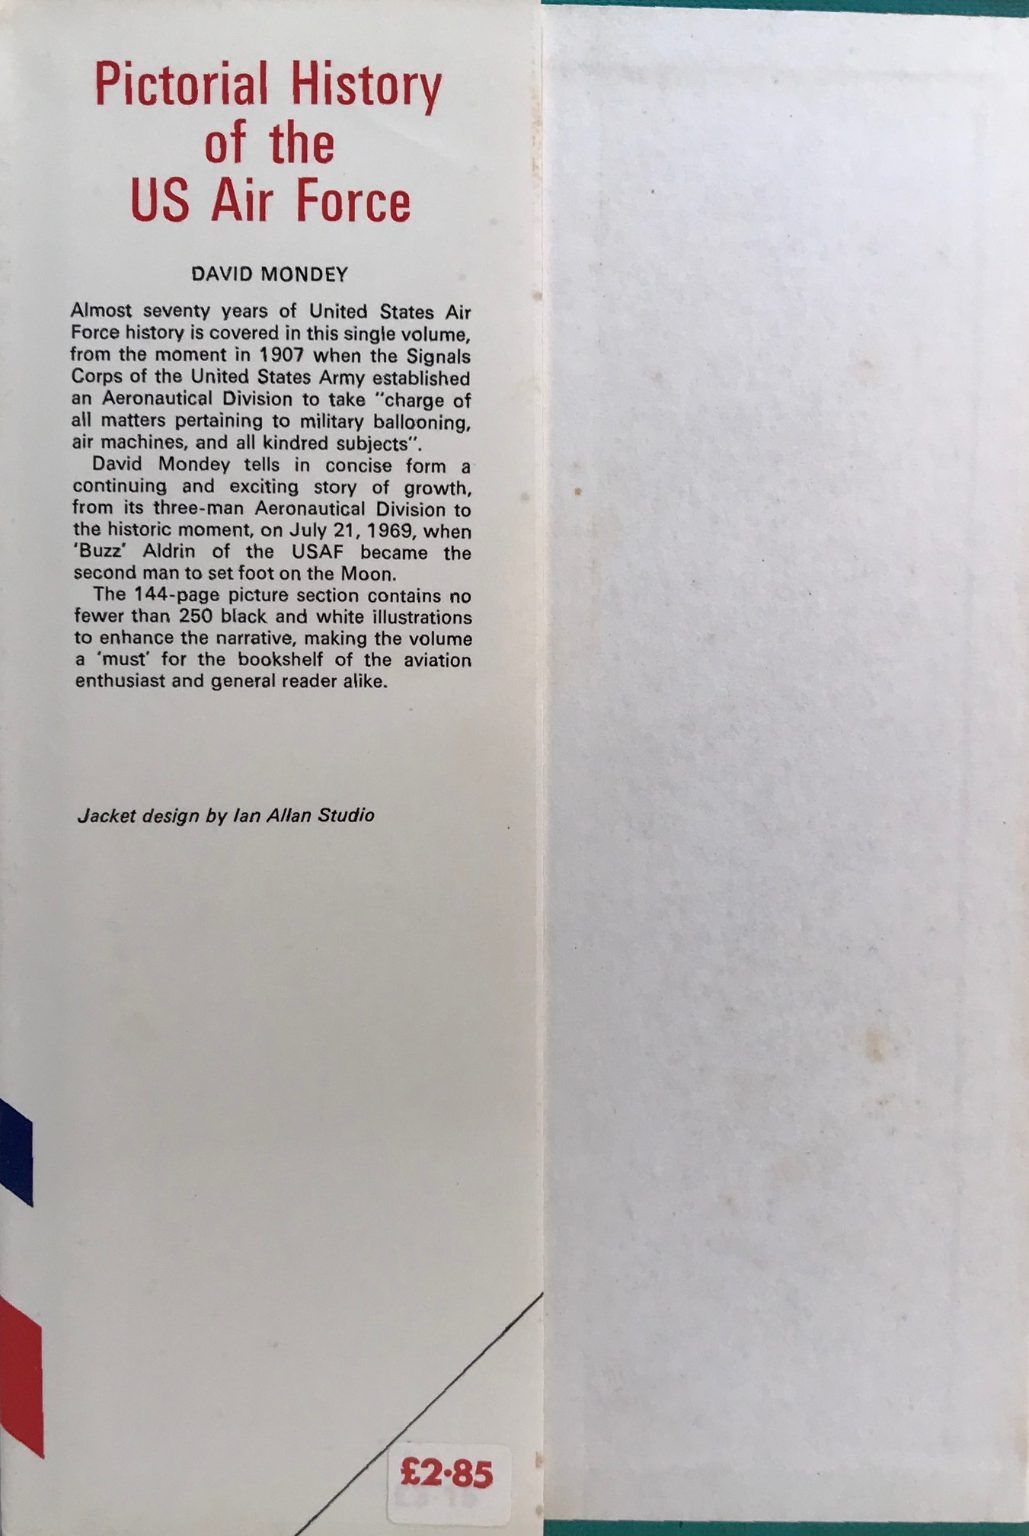 Pictorial History
of the
US Air Force
DAVID MONDEY
Almost seventy years of United States Air
Force history is covered in this single volume,
from the moment in 1907 when the Signals
Corps of the United States Army established
an Aeronautical Division to take "charge of
all matters pertaining to military ballooning,
air machines, and all kindred subjects".
David Mondey tells in concise form a
continuing and exciting story of growth,
from its three-man Aeronautical Division to
the historic moment, on July 21, 1969, when
'Buzz' Aldrin of the USAF became the
second man to set foot on the Moon.
The 144-page picture section contains no
fewer than 250 black and white illustrations
to enhance the narrative, making the volume
a 'must' for the bookshelf of the aviation
enthusiast and general reader alike.
Jacket design by Ian Allan Studio
£2·85